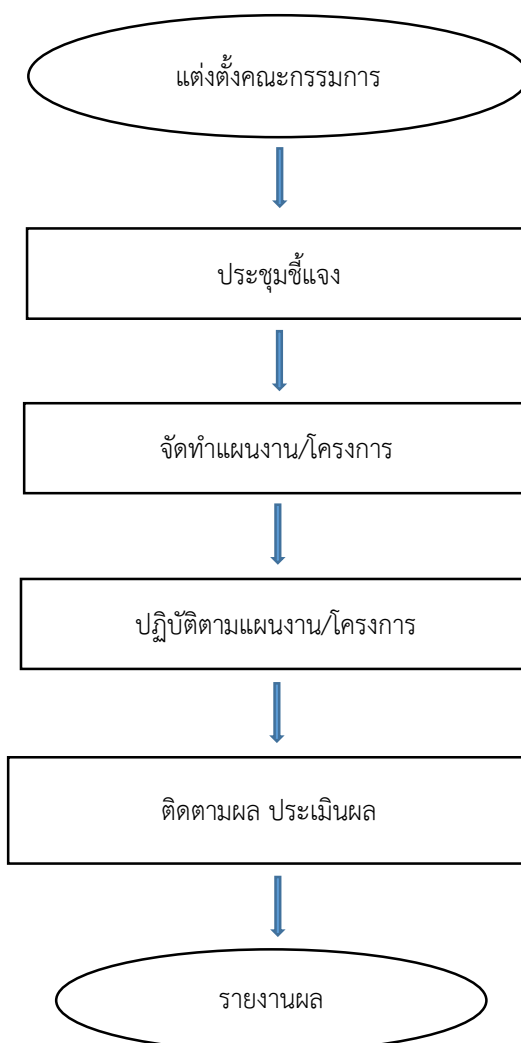 แต่งตั้งคณะกรรมการ
ประชุมชี้แจง
จัดทำแผนงาน/โครงการ
ปฏิบัติตามแผนงาน/โครงการ
ติดตามผล ประเมินผล
รายงานผล